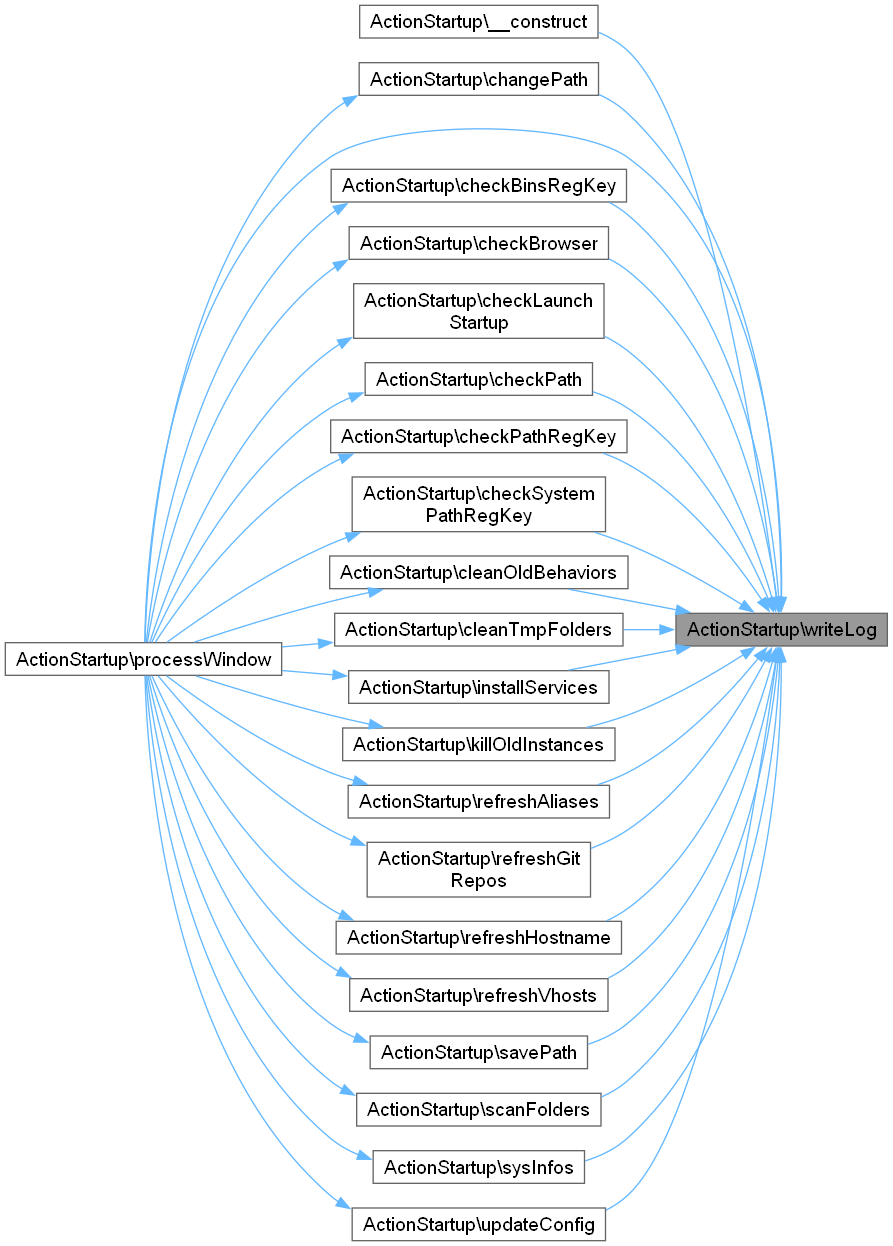 ActionStartup\__construct
ActionStartup\changePath
ActionStartup\checkBinsRegKey
ActionStartup\checkBrowser
ActionStartup\checkLaunch
Startup
ActionStartup\checkPath
ActionStartup\checkPathRegKey
ActionStartup\checkSystem
PathRegKey
ActionStartup\cleanOldBehaviors
ActionStartup\cleanTmpFolders
ActionStartup\writeLog
ActionStartup\processWindow
ActionStartup\installServices
ActionStartup\killOldInstances
ActionStartup\refreshAliases
ActionStartup\refreshGit
Repos
ActionStartup\refreshHostname
ActionStartup\refreshVhosts
ActionStartup\savePath
ActionStartup\scanFolders
ActionStartup\sysInfos
ActionStartup\updateConfig